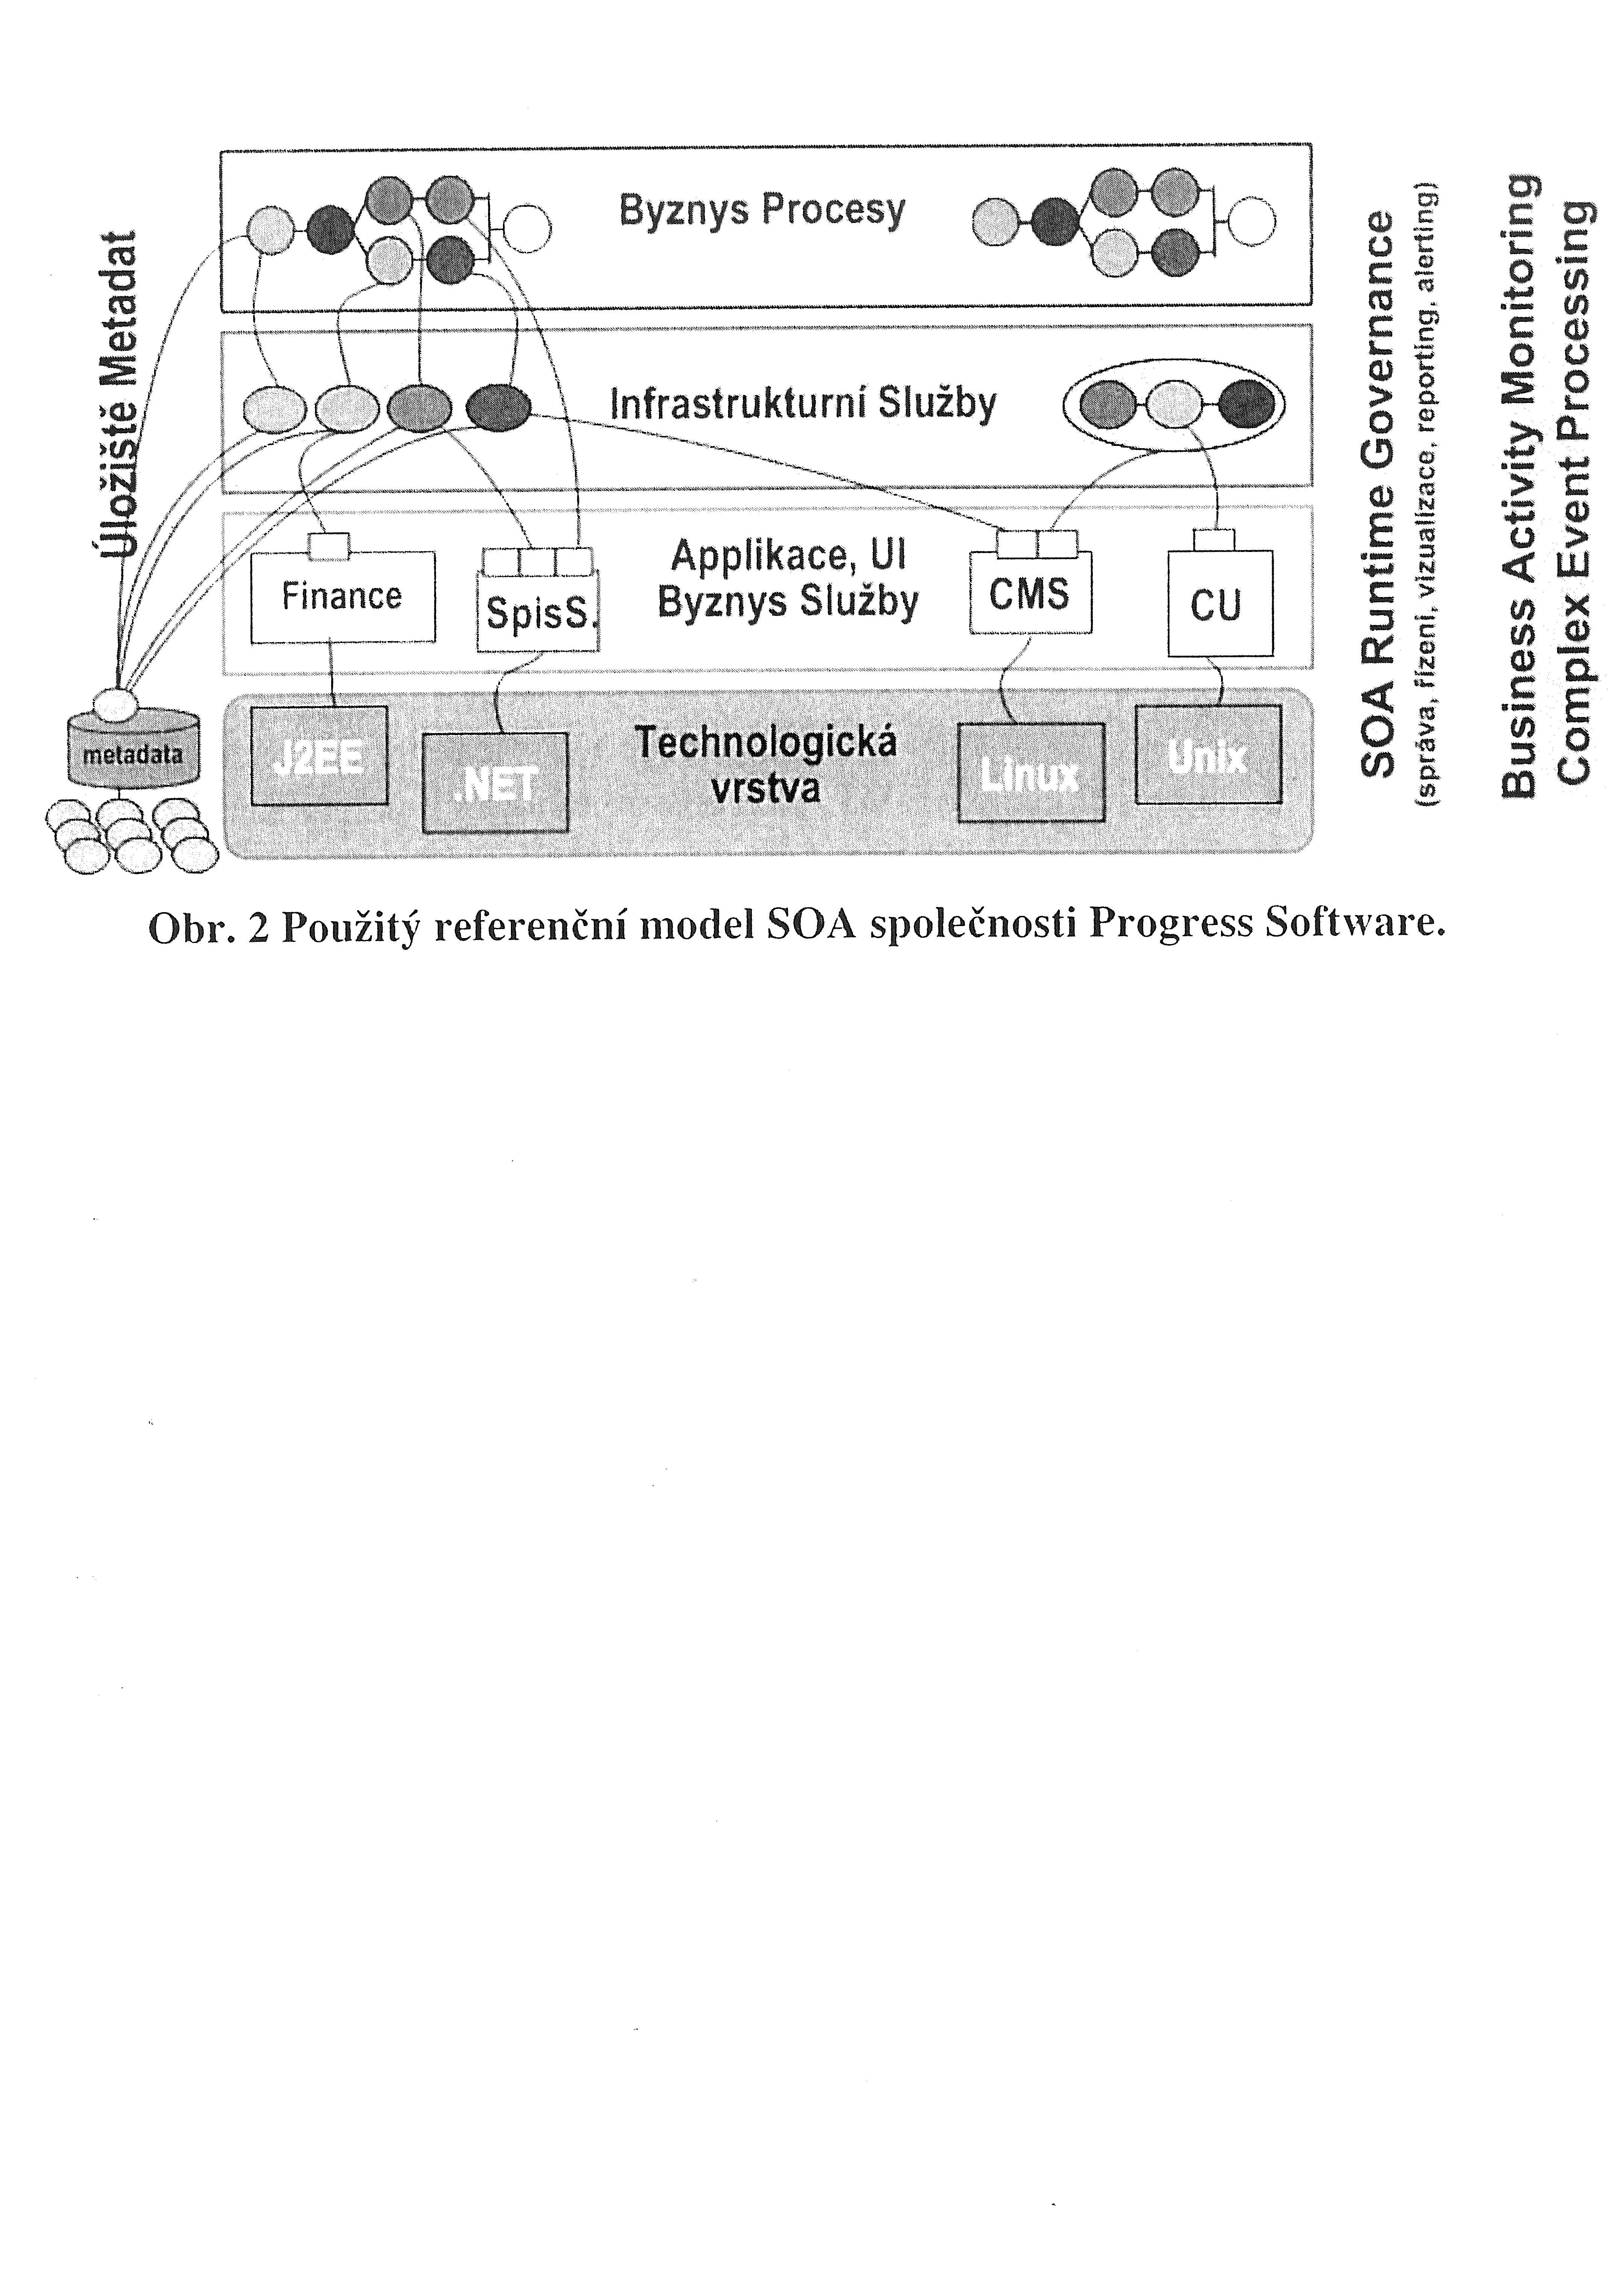 Úložiště Metadat
metadata
Byznys Procesy
Infrastrukturní Služby
Applikace, UI
Byznys Služby
Finance
SpisS.
CMS
CU
Technologická
vrstva
J2EE
.NET
Linux
Unix
SOA Runtime Governance
(správa, řízení, vizualizace, reporting, alerting)
Business Activity Monitoring
Complex Event Processing
Obr. 2 Použitý referenční model SOA společnosti Progress Software.